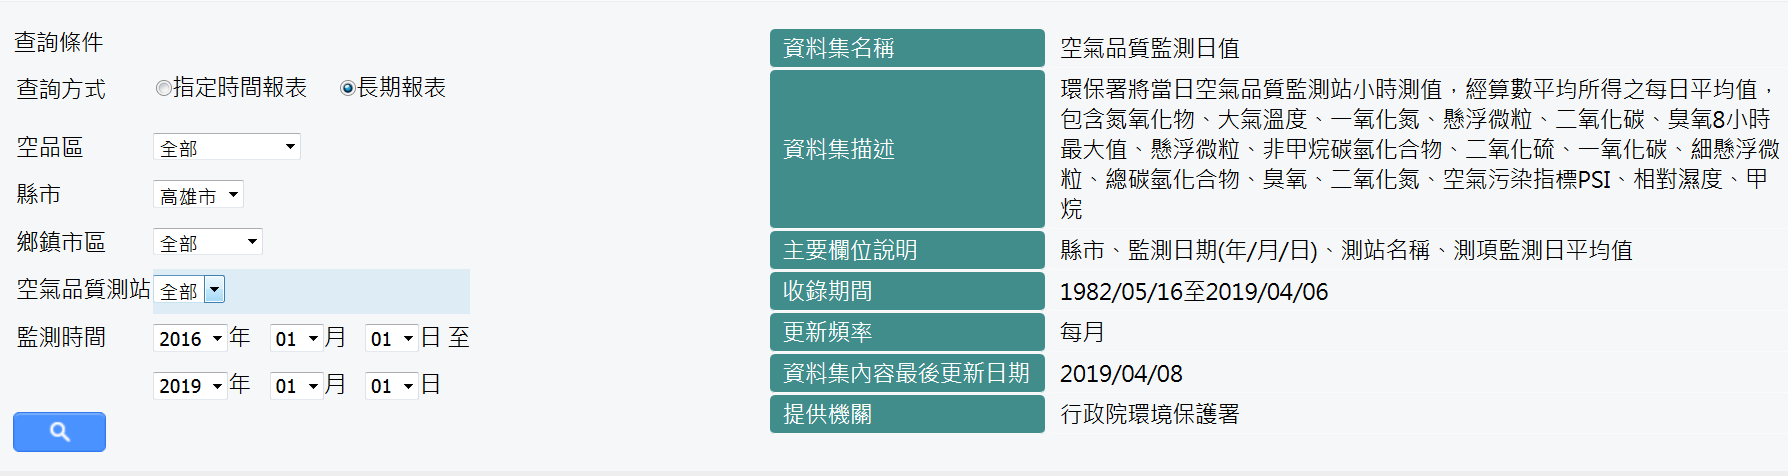 查詢條件
查詢方式 指定時間報表 長期報表
空品區 全部
縣市 高雄市
鄉鎮市區 全部
空氣品質測站 全部
監測時間 2016 年 01 月 01 日 至
2019 年 01 月 01 日
資料集名稱 空氣品質監測日值
資料集描述
環保署將當日空氣品質監測站小時測值，經算數平均所得之每日平均值，
包含氮氧化物、大氣溫度、一氧化氮、懸浮微粒、二氧化碳、臭氧8小時
最大值、懸浮微粒、非甲烷碳氫化合物、二氧化硫、一氧化碳、細懸浮微
粒、總碳氫化合物、臭氧、二氧化氮、空氣污染指標PSI、相對濕度、甲
烷
主要欄位說明 縣市、監測日期(年/月/日)、測站名稱、測項監測日平均值
收錄期間 1982/05/16至2019/04/06
更新頻率 每月
資料集內容最後更新日期 2019/04/08
提供機關 行政院環境保護署